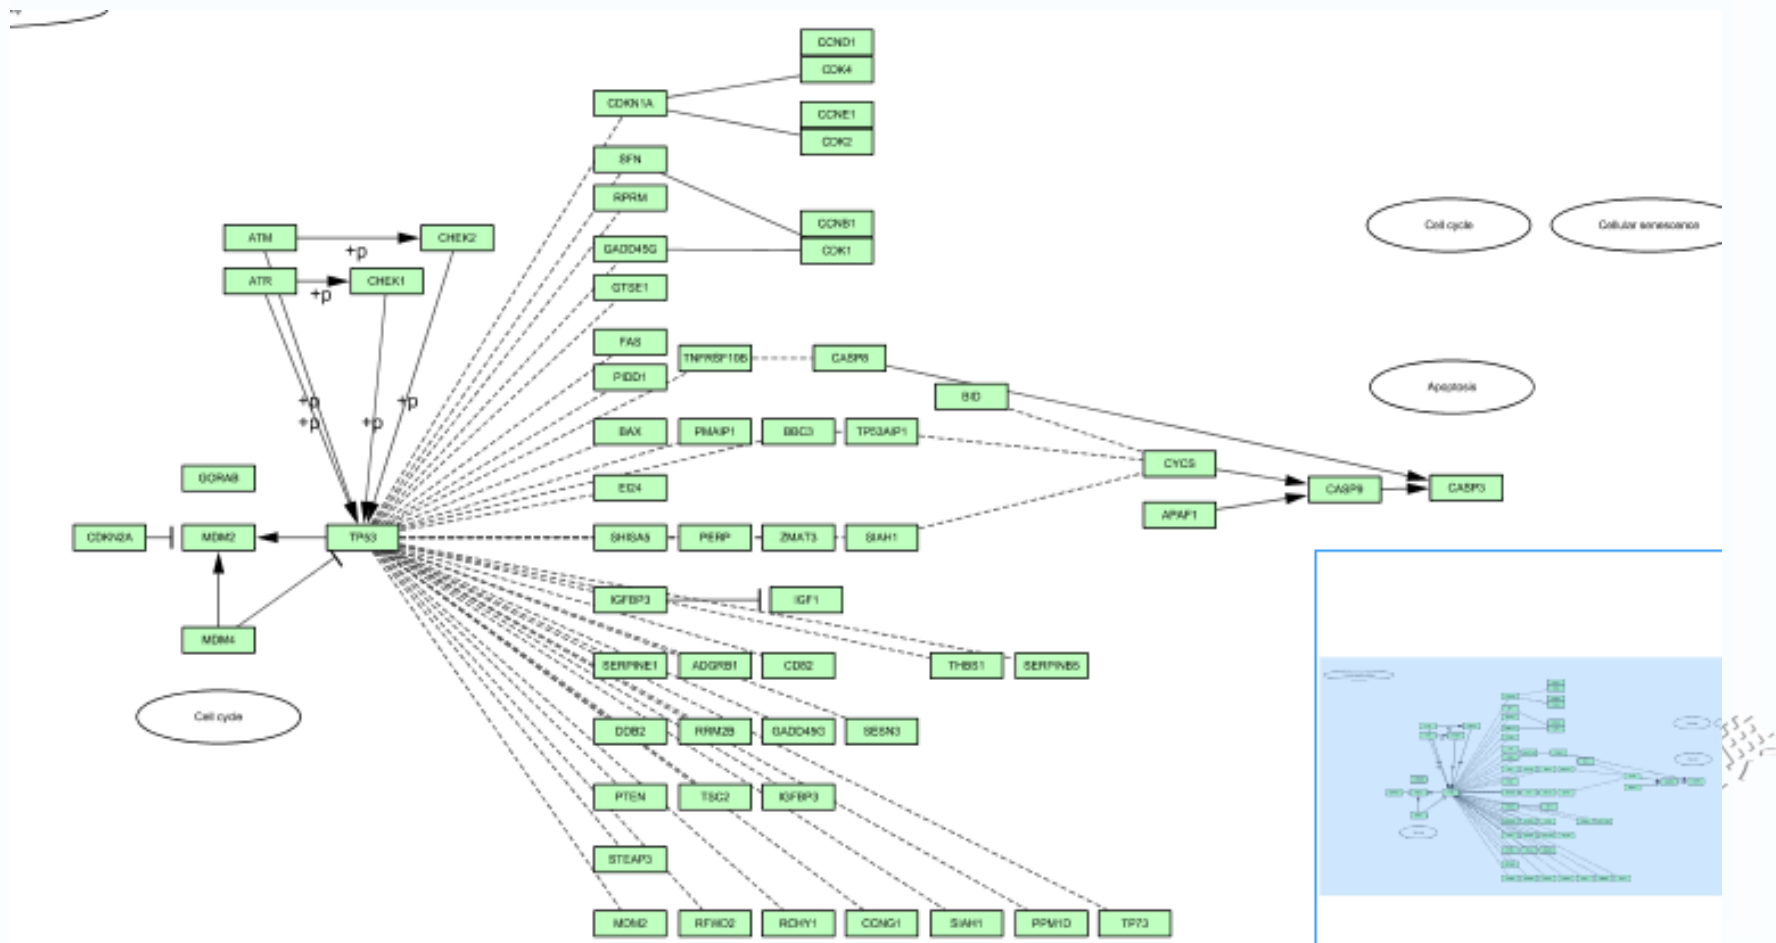 CCND1
CDK4
CDKN1A
CCNE1
CDK2
SFN
RPRM
CCNB1
CDK1
GADD45G
GTSE1
ATM
+p
CHEK2
ATR
+p
CHEK1
Cell cycle
Cellular senescence
FAS
TNFRSF10B
CASP8
PIDD1
BID
Apoptosis
+p
+p
+p
+p
BAX
PMAIP1
BBC3
TP53AIP1
CYCS
GORAB
EI24
CASP9
CASP3
APAF1
CDKN2A
MDM2
TP53
SHISA5
PERP
ZMAT3
SIAH1
IGFBP3
IGF1
MDM4
SERPINE1
ADGRB1
CD82
THBS1
SERPINB5
Cell cycle
DDB2
RRM2B
GADD45G
SESN3
PTEN
TSC2
IGFBP3
STEAP3
MDM2
RFWD2
RCHY1
CCNG1
SIAH1
PPM1D
TP73